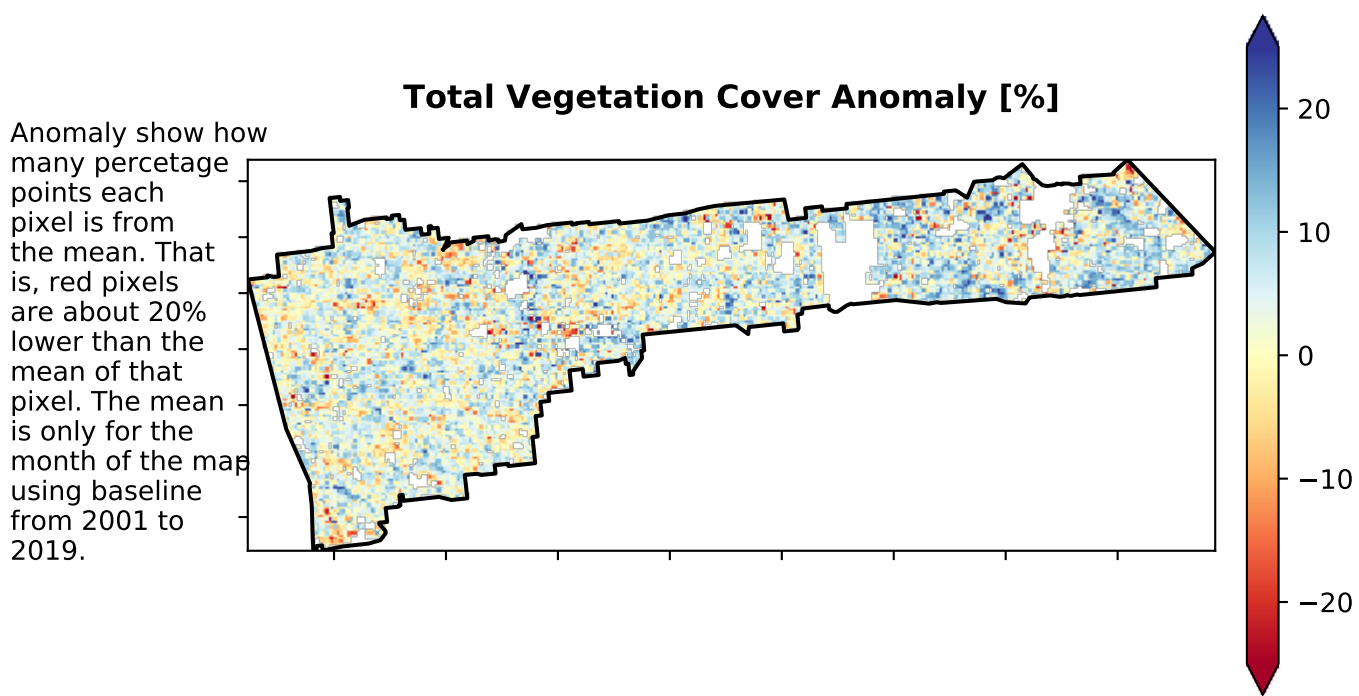 Total Vegetation Cover Anomaly [%]
Anomaly show how
many percetage
points each
pixel is from
the mean. That
is, red pixels
are about 20%
lower than the
mean of that
pixel. The mean
is only for the
month of the map
using baseline
from 2001 to
2019.
20
10
0
−10
−20